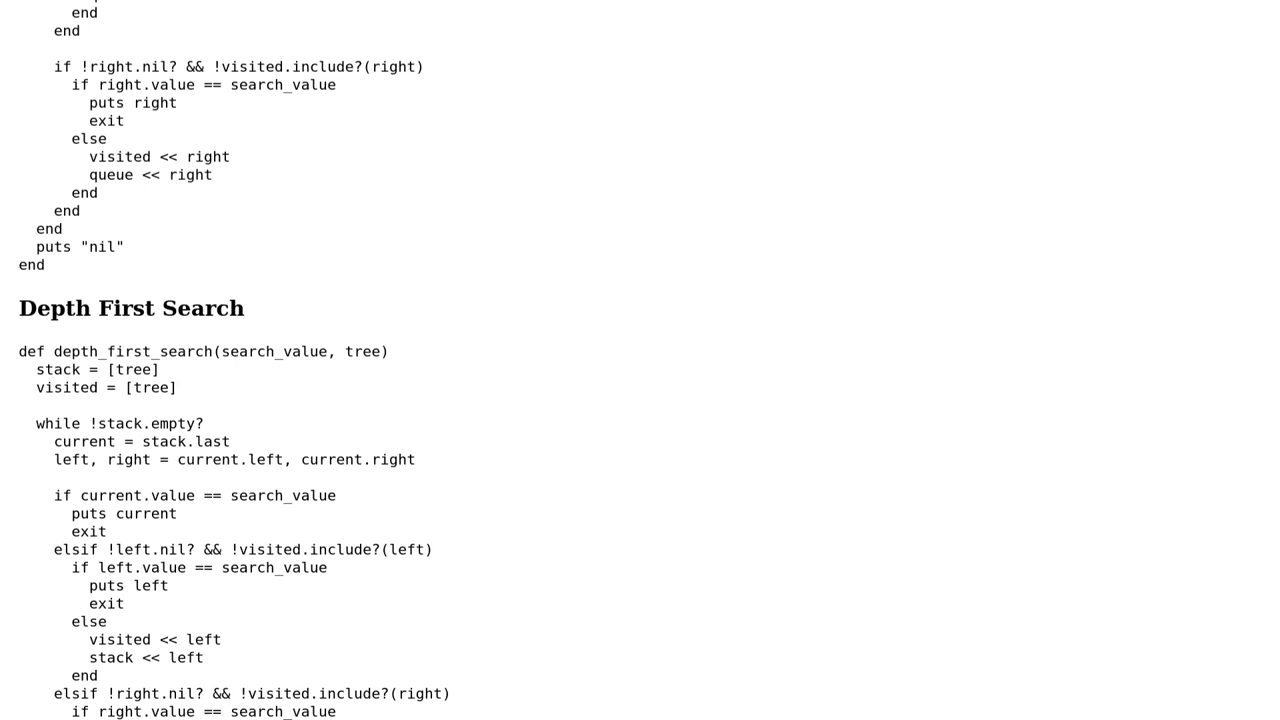 end
end
if !right.nil? && !visited.include?(right)
if right.value == search_value
puts right
exit
else
visited << right
queue << right
end
end
end
puts "nil"
end
Depth First Search
def depth_first_search(search_value, tree)
stack = [tree]
visited = [tree]
while !stack.empty?
current = stack.last
left, right = current.left, current.right
if current.value == search_value
puts current
exit
elsif !left.nil? && !visited.include?(left)
if left.value == search_value
puts left
exit
else
visited << left
stack << left
end
elsif !right.nil? && !visited.include?(right)
if right.value == search_value